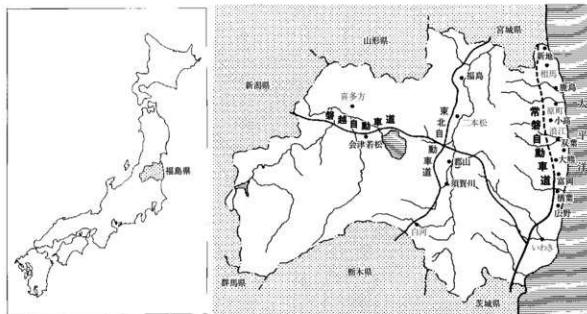 福島県
山形県
宮城県
新潟県
群馬県
栃木県
茨城県
太平洋
磐越自動車道
東北自動車道
常磐自動車道
喜多方
会津若松
福島
二本松
郡山
須賀川
白河
新地
相馬
鹿島
原町
小高
浪江
双葉
大熊
富岡
楢葉
広野
いわき